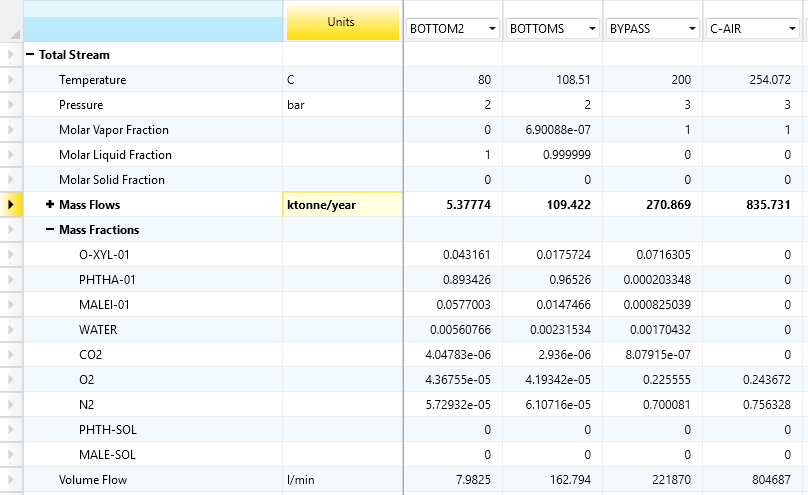 Units BOTTOM2 BOTTOMS BYPASS C-AIR
− Total Stream
Temperature C 80 108.51 200 254.072
Pressure bar 2 2 3 3
Molar Vapor Fraction 0 6.90088e-07 1 1
Molar Liquid Fraction 1 0.999999 0 0
Molar Solid Fraction 0 0 0 0
+ Mass Flows ktonne/year 5.37774 109.422 270.869 835.731
− Mass Fractions
O-XYL-01 0.043161 0.0175724 0.0716305 0
PHTHA-01 0.893426 0.96526 0.000203348 0
MALEI-01 0.0577003 0.0147466 0.000825039 0
WATER 0.00560766 0.00231534 0.00170432 0
CO2 4.04783e-06 2.936e-06 8.07915e-07 0
O2 4.36755e-05 4.19342e-05 0.225555 0.243672
N2 5.72932e-05 6.10716e-05 0.700081 0.756328
PHTH-SOL 0 0 0 0
MALE-SOL 0 0 0 0
Volume Flow l/min 7.9825 162.794 221870 804687